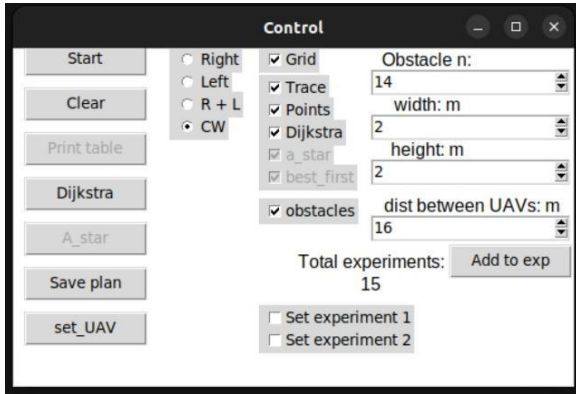 Control
Start
Clear
Print table
Dijkstra
A_star
Save plan
set_UAV
Right
Left
R + L
CW
Grid
Trace
Points
Dijkstra
a_star
best_first
obstacles
Obstacle n:
14
width: m
2
height: m
2
dist between UAVs: m
16
Total experiments:
15
Add to exp
Set experiment 1
Set experiment 2